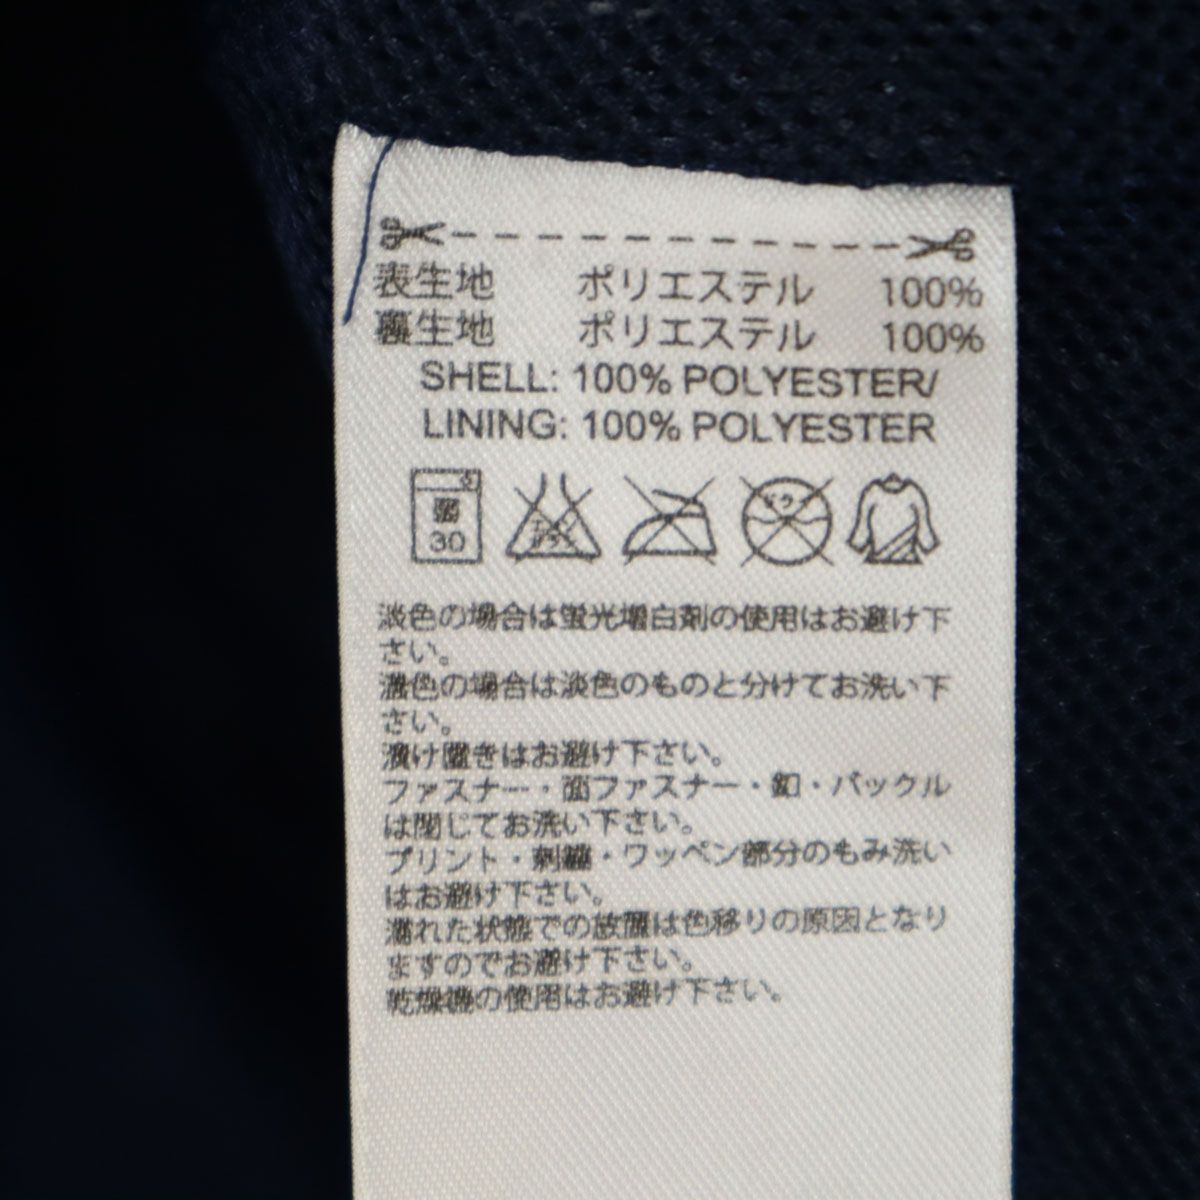 表生地 ポリエステル 100%
裏生地 ポリエステル 100%
SHELL: 100% POLYESTER/
LINING: 100% POLYESTER
30
淡色の場合は蛍光増白剤の使用はお避け下
さい。
濃色の場合は淡色のものと分けてお洗い下
さい。
漬け置きはお避け下さい。
ファスナー・面ファスナー・釦・バックル
は閉じてお洗い下さい。
プリント・刺繍・ワッペン部分のもみ洗い
はお避け下さい。
濡れた状態での放置は色移りの原因となり
ますのでお避け下さい。
乾燥機の使用はお避け下さい。